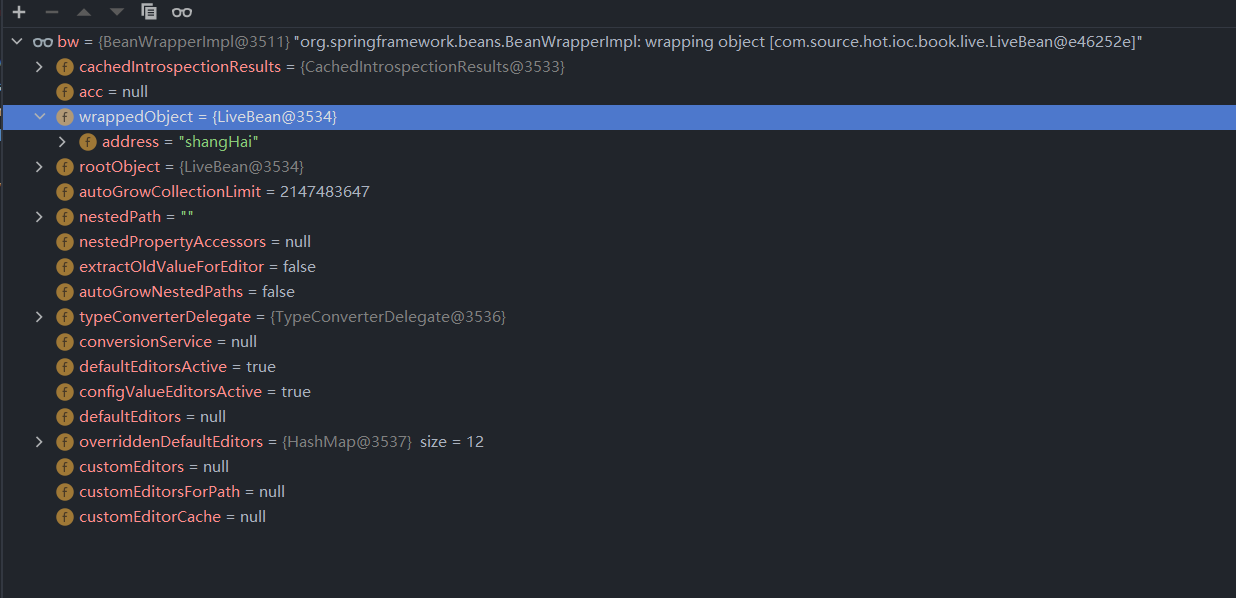 bw = {BeanWrapperImpl@3511} "org.springframework.beans.BeanWrapperImpl: wrapping object [com.source.hot.ioc.book.live.LiveBean@e46252e]"
f cachedIntrospectionResults = {CachedIntrospectionResults@3533}
f acc = null
f wrappedObject = {LiveBean@3534}
f address = "shangHai"
f rootObject = {LiveBean@3534}
f autoGrowCollectionLimit = 2147483647
f nestedPath = ""
f nestedPropertyAccessors = null
f extractOldValueForEditor = false
f autoGrowNestedPaths = false
f typeConverterDelegate = {TypeConverterDelegate@3536}
f conversionService = null
f defaultEditorsActive = true
f configValueEditorsActive = true
f defaultEditors = null
f overriddenDefaultEditors = {HashMap@3537} size = 12
f customEditors = null
f customEditorsForPath = null
f customEditorCache = null